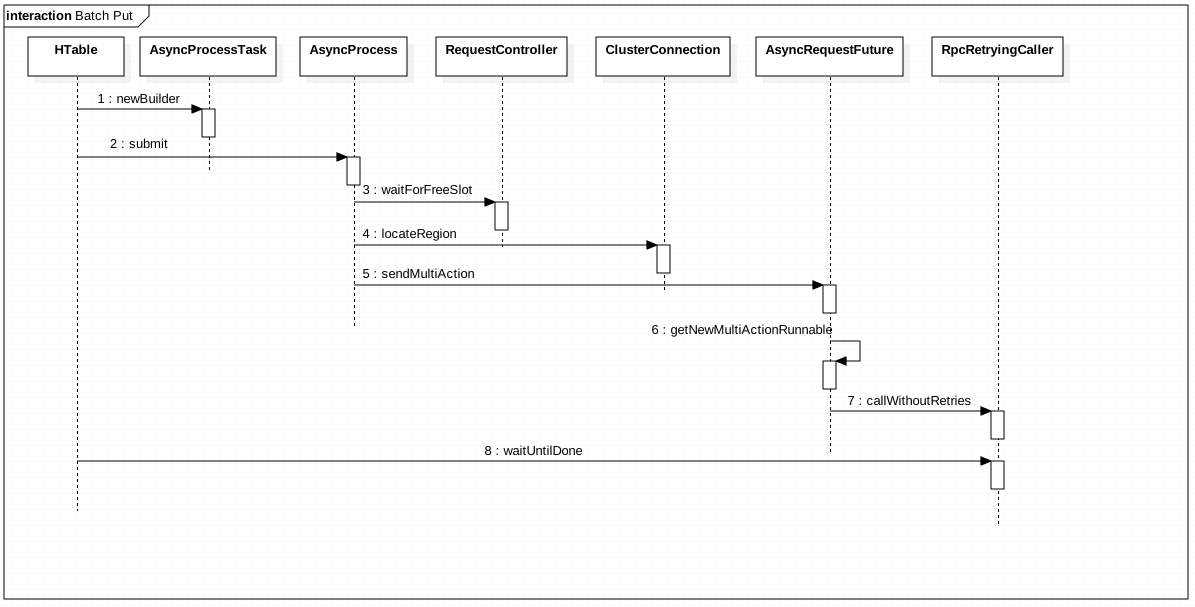 interaction Batch Put
HTable
AsyncProcessTask
AsyncProcess
RequestController
ClusterConnection
AsyncRequestFuture
RpcRetryingCaller
1 : newBuilder
2 : submit
3 : waitForFreeSlot
4 : locateRegion
5 : sendMultiAction
6 : getNewMultiActionRunnable
7 : callWithoutRetries
8 : waitUntilDone